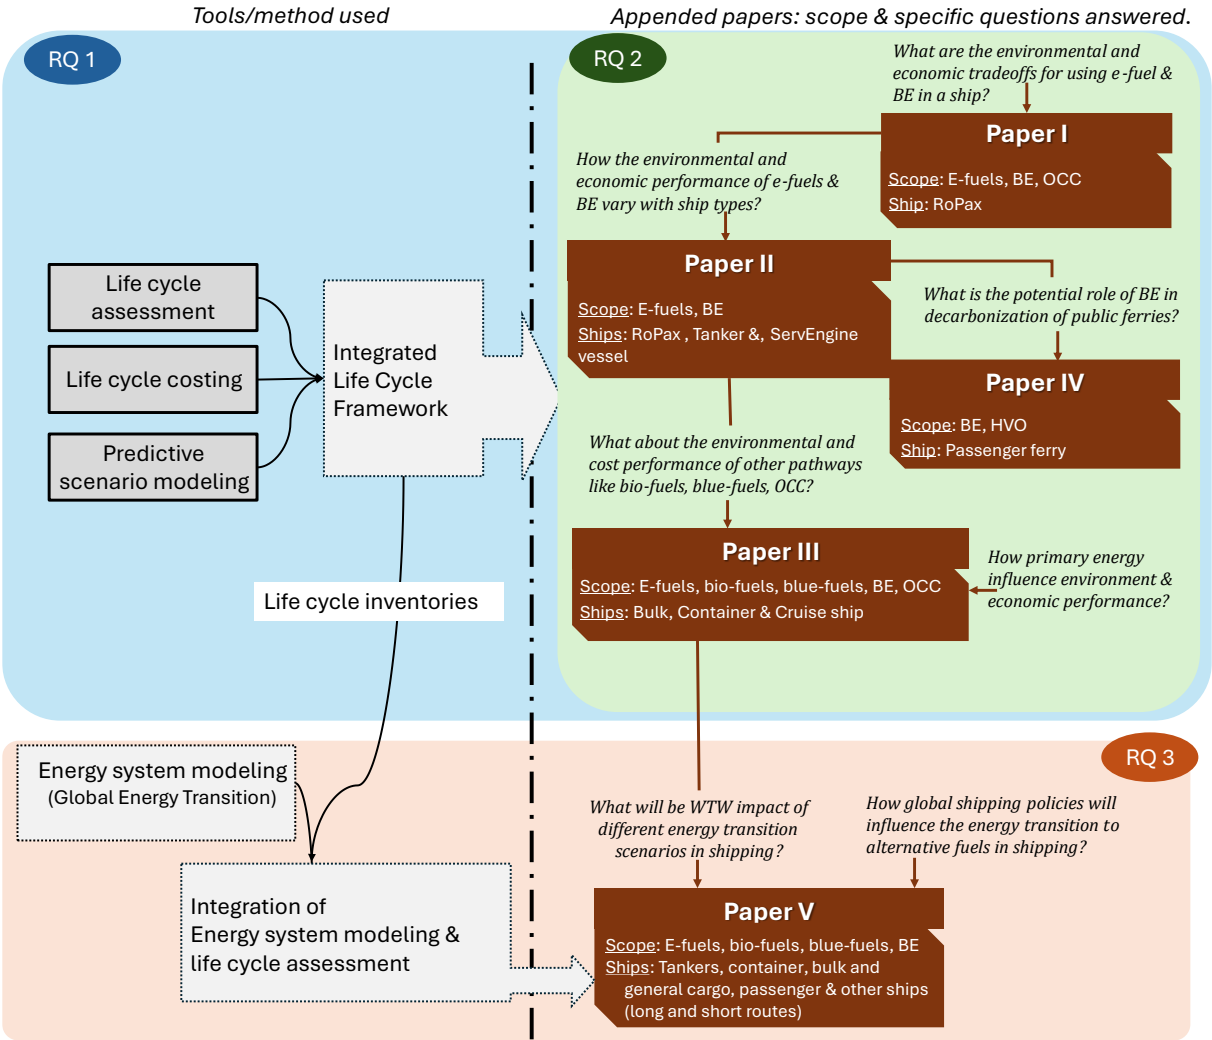 Tools/method used
Appended papers: scope & specific questions answered.
RQ 1
RQ 2
What are the environmental and
economic tradeoffs for using e-fuel &
BE in a ship?
Paper I
Scope: E-fuels, BE, OCC
Ship: RoPax
How the environmental and
economic performance of e-fuels &
BE vary with ship types?
Paper II
Scope: E-fuels, BE
Ships: RoPax , Tanker &, ServEngine
vessel
What is the potential role of BE in
decarbonization of public ferries?
Paper IV
Scope: BE, HVO
Ship: Passenger ferry
Life cycle
assessment
Life cycle costing
Predictive
scenario modeling
Integrated
Life Cycle
Framework
What about the environmental and
cost performance of other pathways
like bio-fuels, blue-fuels, OCC?
Paper III
Scope: E-fuels, bio-fuels, blue-fuels, BE, OCC
Ships: Bulk, Container & Cruise ship
How primary energy
influence environment &
economic performance?
Life cycle inventories
RQ 3
Energy system modeling
(Global Energy Transition)
What will be WTW impact of
different energy transition
scenarios in shipping?
How global shipping policies will
influence the energy transition to
alternative fuels in shipping?
Integration of
Energy system modeling &
life cycle assessment
Paper V
Scope: E-fuels, bio-fuels, blue-fuels, BE
Ships: Tankers, container, bulk and
general cargo, passenger & other ships
(long and short routes)